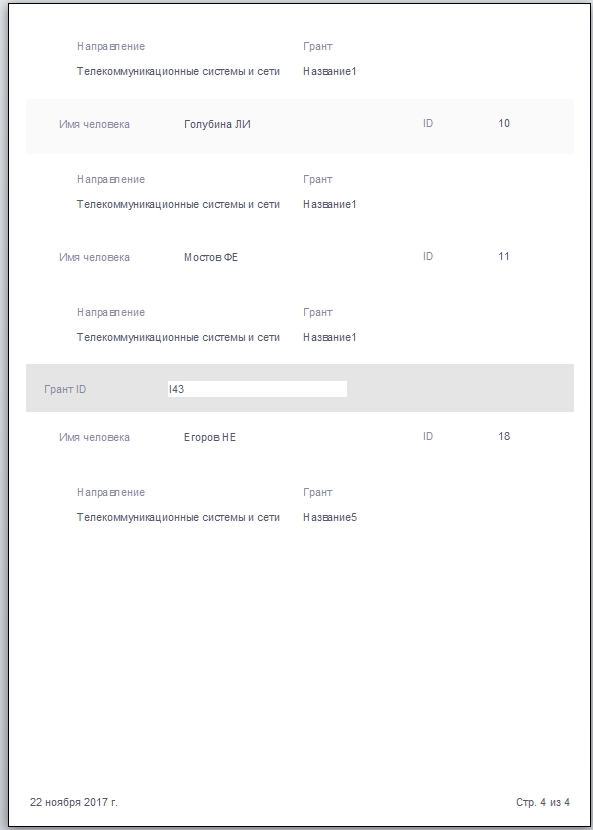 Направление Грант
Телекоммуникационные системы и сети Название1
Имя человека Голубина ЛИ ID 10
Направление Грант
Телекоммуникационные системы и сети Название1
Имя человека Мостов ФЕ ID 11
Направление Грант
Телекоммуникационные системы и сети Название1
Грант ID I43
Имя человека Егоров НЕ ID 18
Направление Грант
Телекоммуникационные системы и сети Название5
22 ноября 2017 г. Стр. 4 из 4